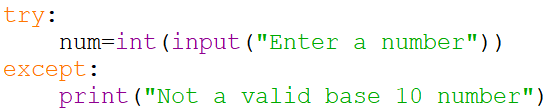 try:
    num=int(input("Enter a number"))
except:
    print("Not a valid base 10 number")